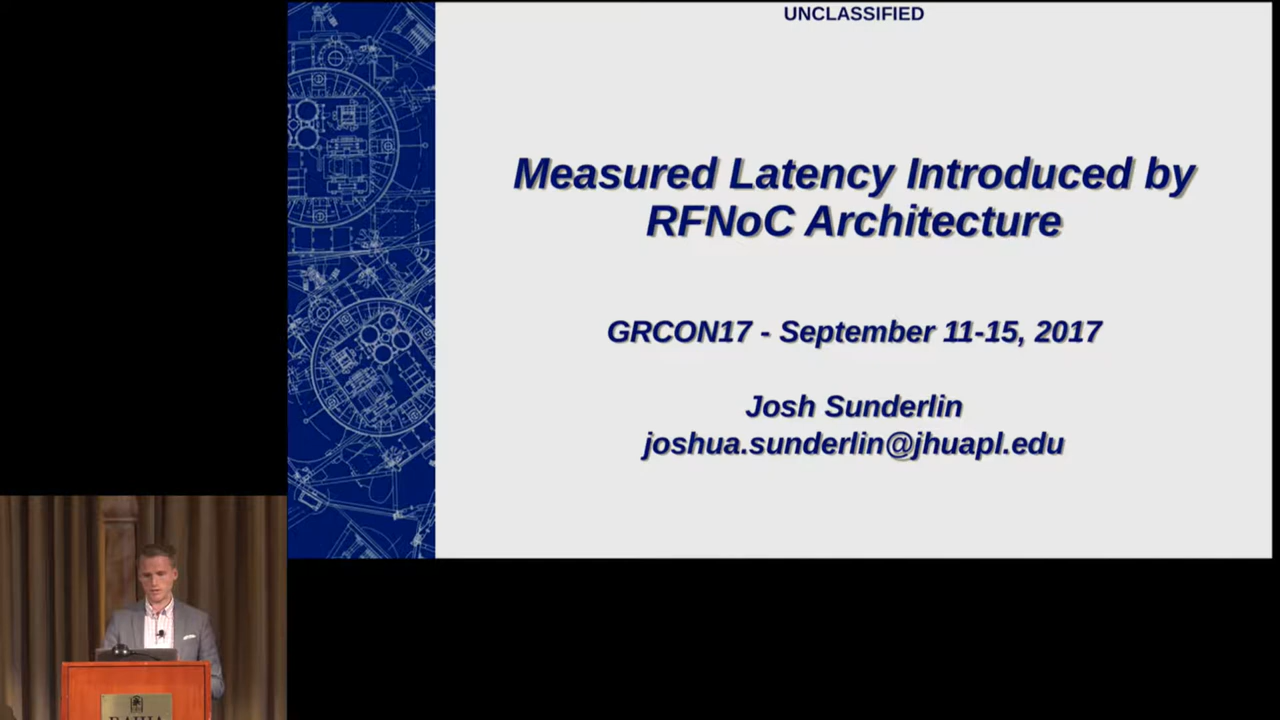 UNCLASSIFIED
Measured Latency Introduced by
RFNoC Architecture
GRCON17 - September 11-15, 2017
Josh Sunderlin
joshua.sunderlin@jhuapl.edu